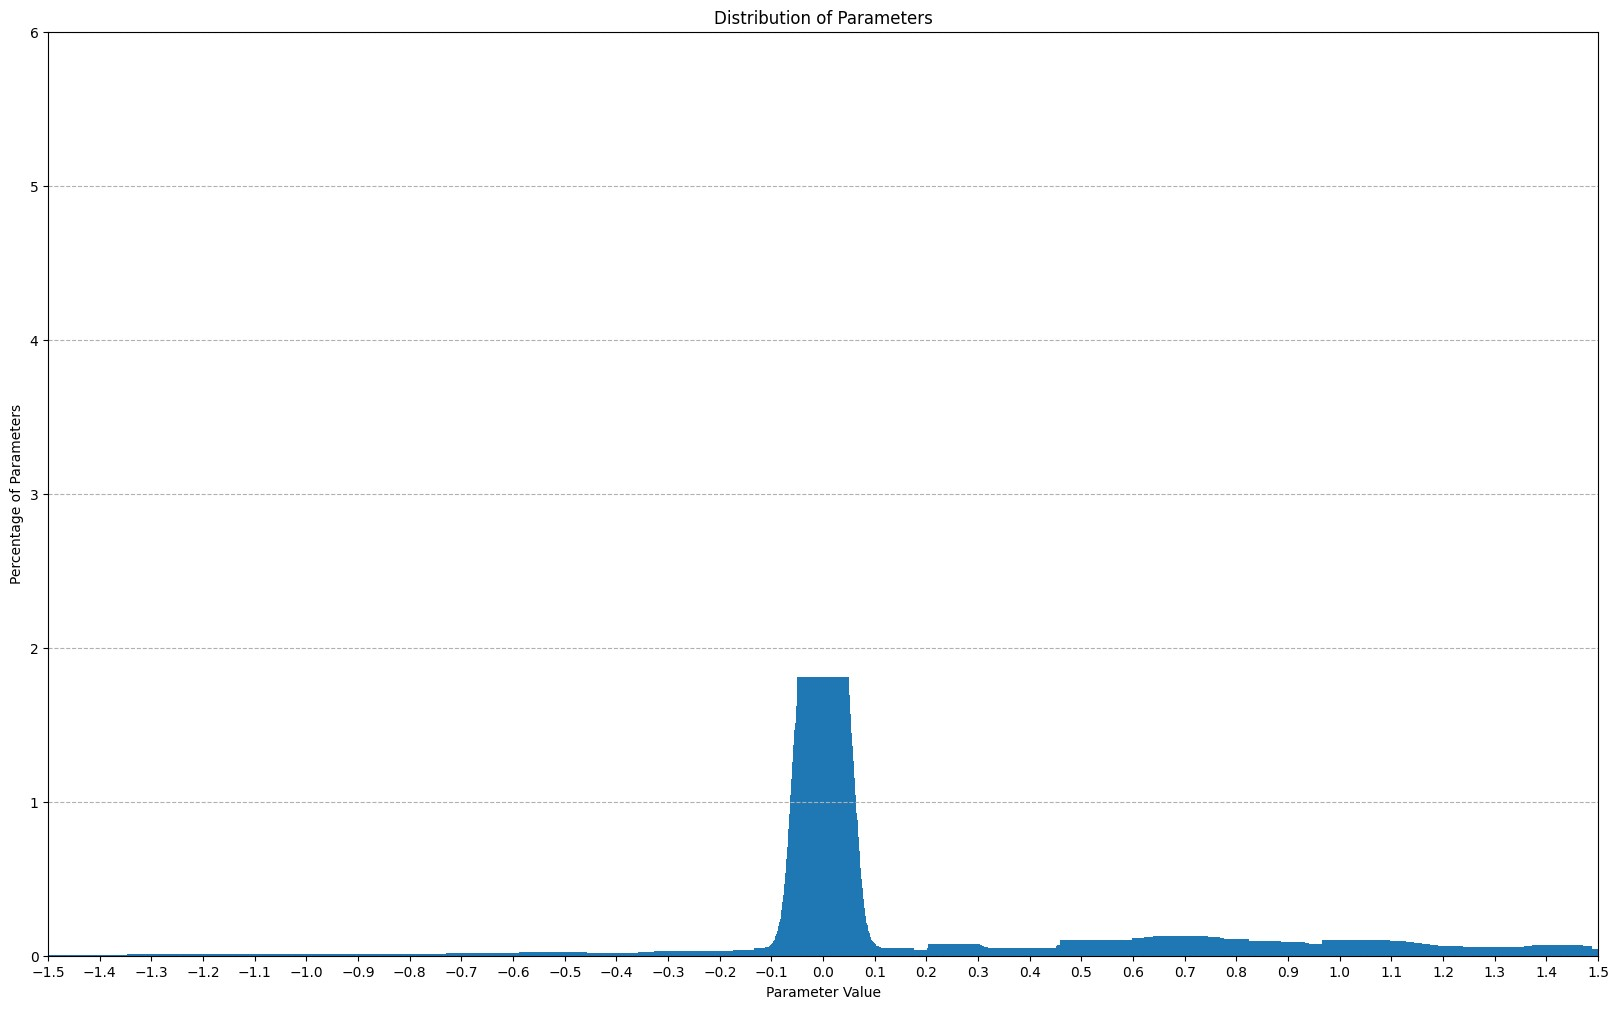 Distribution of Parameters
6
5
4
3
2
1
0
Percentage of Parameters
−1.5 −1.4 −1.3 −1.2 −1.1 −1.0 −0.9 −0.8 −0.7 −0.6 −0.5 −0.4 −0.3 −0.2 −0.1 0.0 0.1 0.2 0.3 0.4 0.5 0.6 0.7 0.8 0.9 1.0 1.1 1.2 1.3 1.4 1.5
Parameter Value